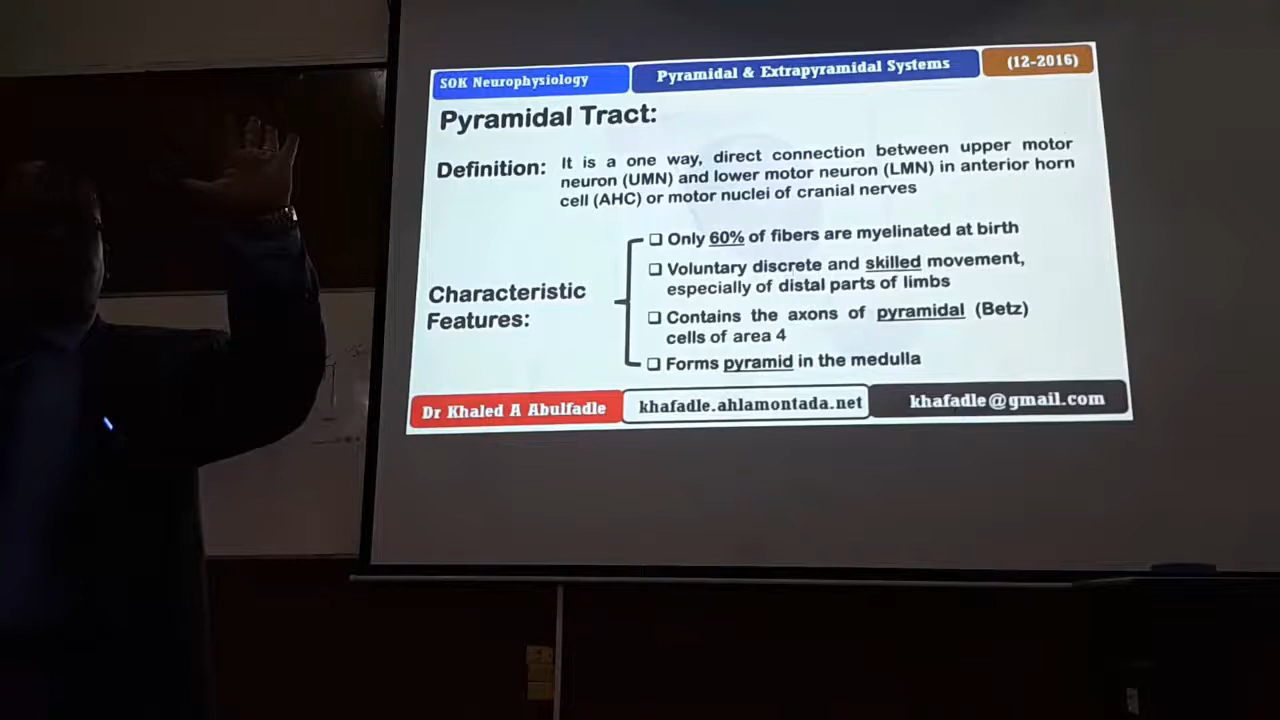 SOK Neurophysiology
Pyramidal & Extrapyramidal Systems
(12-2016)
Pyramidal Tract:
Definition:
It is a one way, direct connection between upper motor
neuron (UMN) and lower motor neuron (LMN) in anterior horn
cell (AHC) or motor nuclei of cranial nerves
Characteristic
Features:
❑ Only 60% of fibers are myelinated at birth
❑ Voluntary discrete and skilled movement,
especially of distal parts of limbs
❑ Contains the axons of pyramidal (Betz)
cells of area 4
❑ Forms pyramid in the medulla
Dr Khaled A Abulfadle
khafadle.ahlamontada.net
khafadle@gmail.com